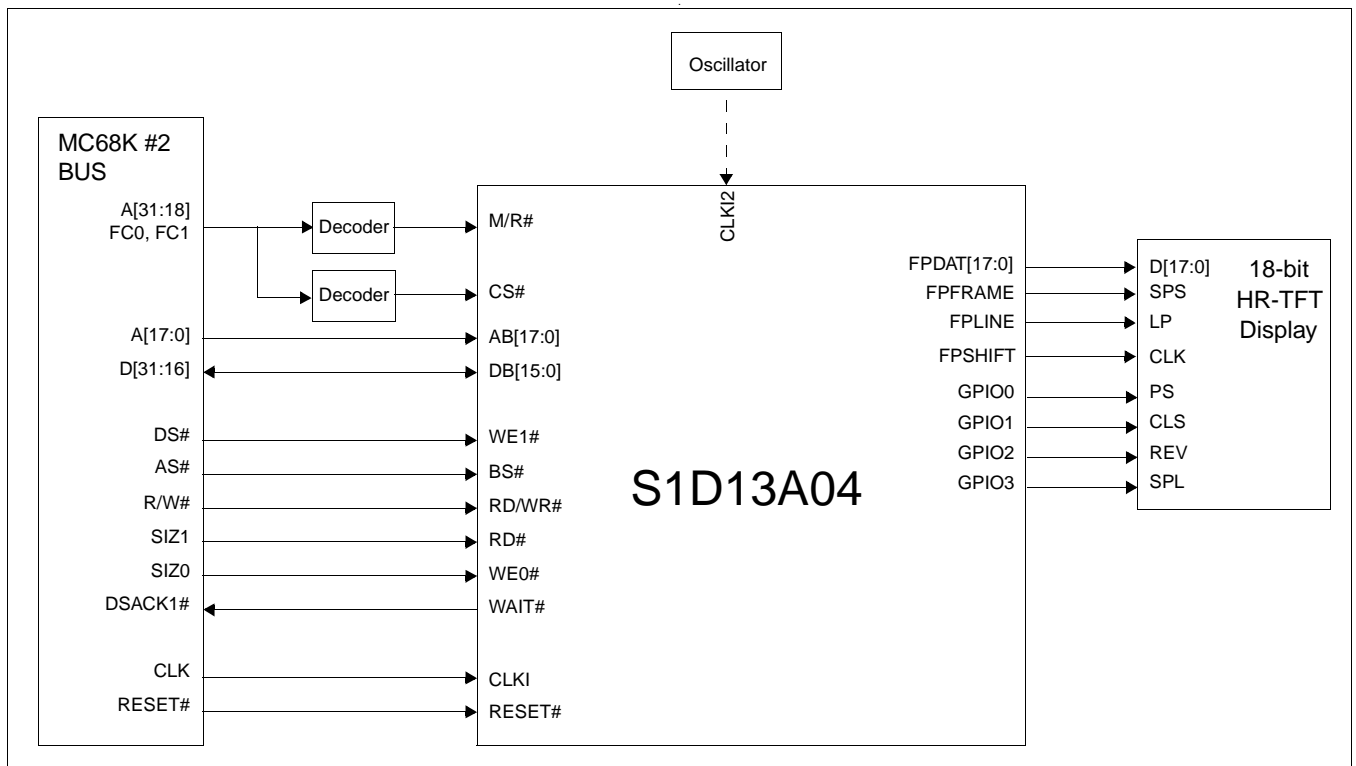 Oscillator
MC68K #2
BUS
A[31:18]
FC0, FC1
Decoder
M/R#
CLKI2
Decoder
CS#
A[17:0]
AB[17:0]
D[31:16]
DB[15:0]
DS#
WE1#
AS#
BS#
R/W#
RD/WR#
SIZ1
RD#
SIZ0
WE0#
DSACK1#
WAIT#
CLK
CLKI
RESET#
RESET#
S1D13A04
FPDAT[17:0]
D[17:0]
FPFRAME
SPS
FPLINE
LP
FPSHIFT
CLK
GPIO0
PS
GPIO1
CLS
GPIO2
REV
GPIO3
SPL
18-bit
HR-TFT
Display